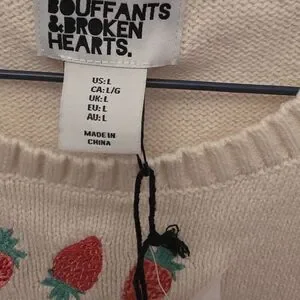 BOUFFANTS
&BROKEN
HEARTS.
US: L
CA: L/G
UK: L
EU: L
AU: L
MADE IN
CHINA